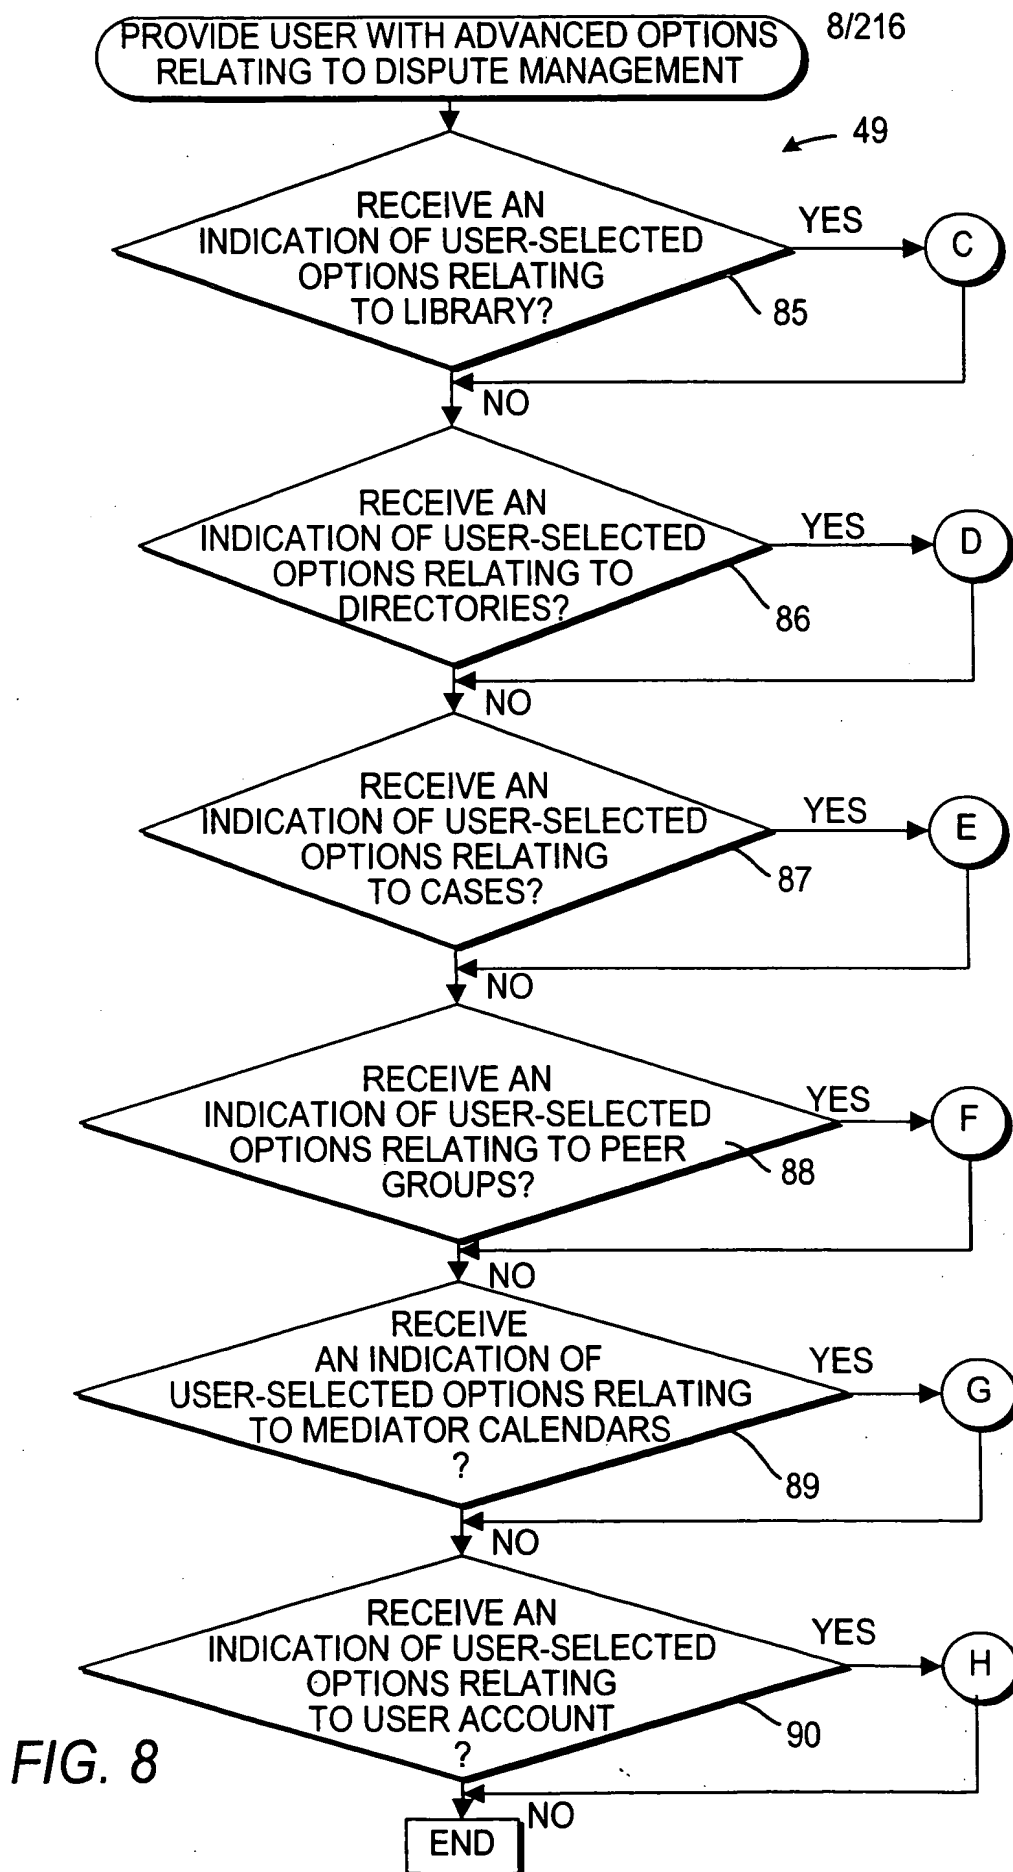 PROVIDE USER WITH ADVANCED OPTIONS
RELATING TO DISPUTE MANAGEMENT
8/216
49
RECEIVE AN
INDICATION OF USER-SELECTED
OPTIONS RELATING
TO LIBRARY?
YES
C
85
NO
RECEIVE AN
INDICATION OF USER-SELECTED
OPTIONS RELATING TO
DIRECTORIES?
YES
D
86
NO
RECEIVE AN
INDICATION OF USER-SELECTED
OPTIONS RELATING
TO CASES?
YES
E
87
NO
RECEIVE AN
INDICATION OF USER-SELECTED
OPTIONS RELATING TO PEER
GROUPS?
YES
F
88
NO
RECEIVE
AN INDICATION OF
USER-SELECTED OPTIONS RELATING
TO MEDIATOR CALENDARS
?
YES
G
89
NO
RECEIVE AN
INDICATION OF USER-SELECTED
OPTIONS RELATING
TO USER ACCOUNT
?
YES
H
90
NO
END
FIG. 8